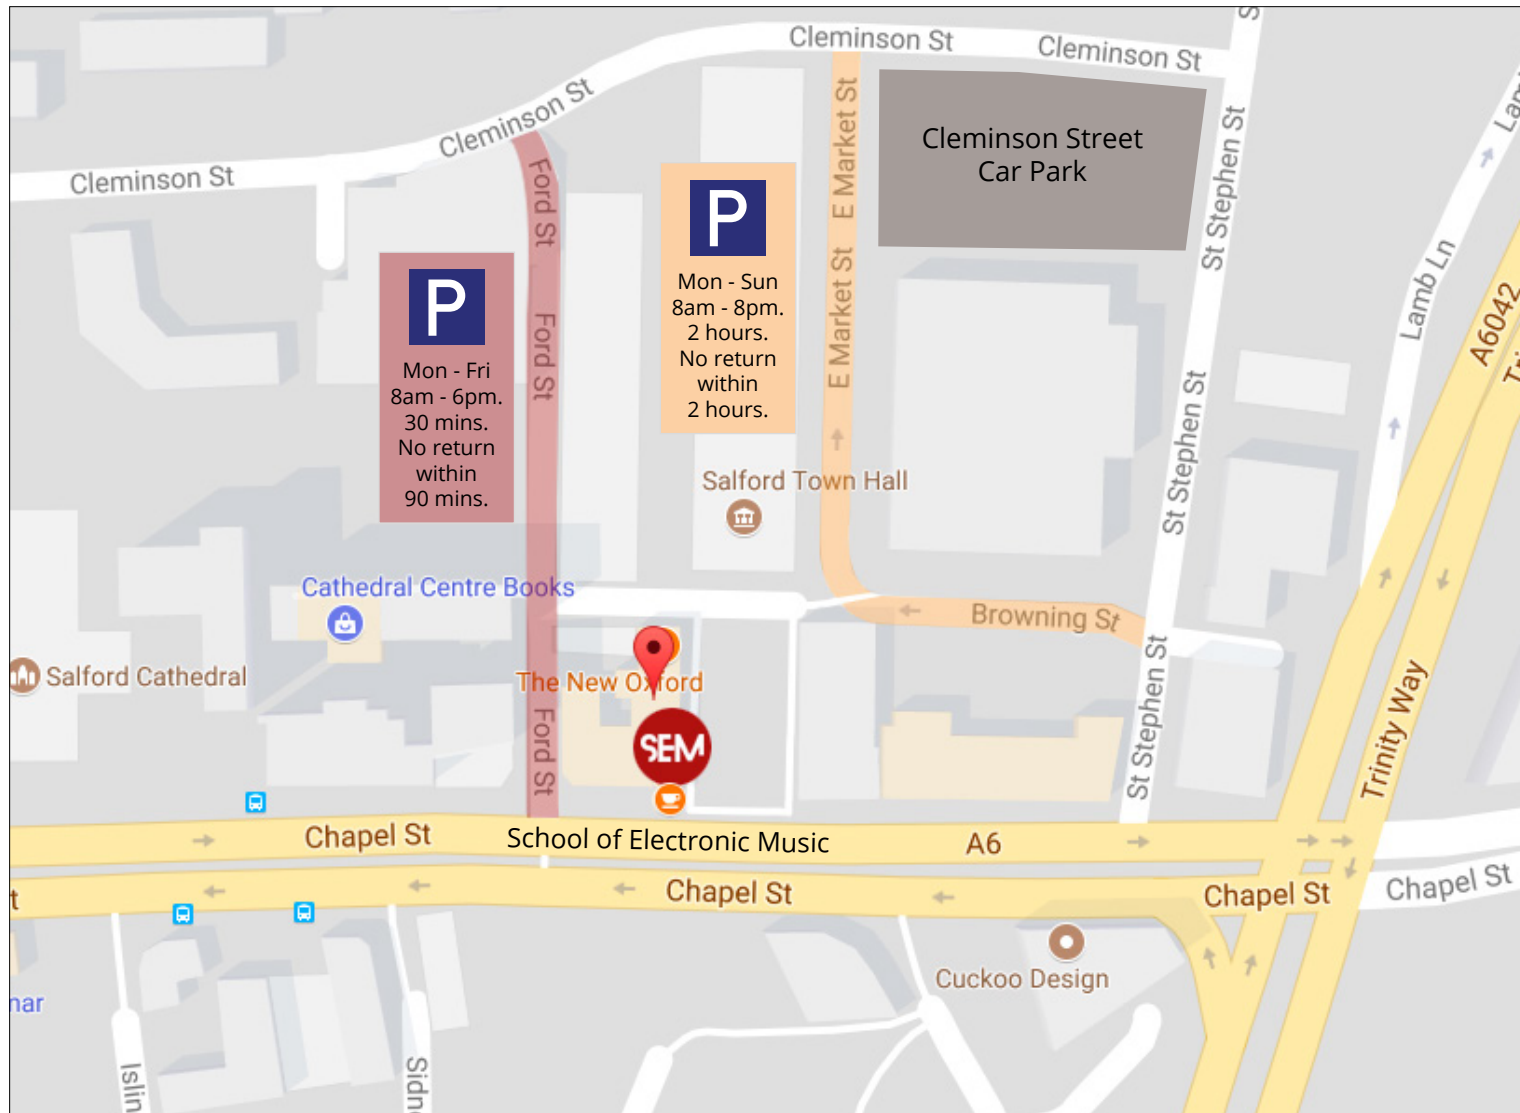 S
Cleminson St
Cleminson St
Cleminson St
Cleminson St
Ford St
Ford St
Ford St
E Market St
E Market St
Cleminson Street
Car Park
St Stephen St
St Stephen St
St Stephen St
Lamb Ln
A6042
P
Mon - Sun
8am - 8pm.
2 hours.
No return
within
2 hours.
P
Mon - Fri
8am - 6pm.
30 mins.
No return
within
90 mins.
Salford Town Hall
Cathedral Centre Books
Browning St
Salford Cathedral
The New Oxford
SEM
Trinity Way
Chapel St
School of Electronic Music
A6
Chapel St
Chapel St
Chapel St
Cuckoo Design